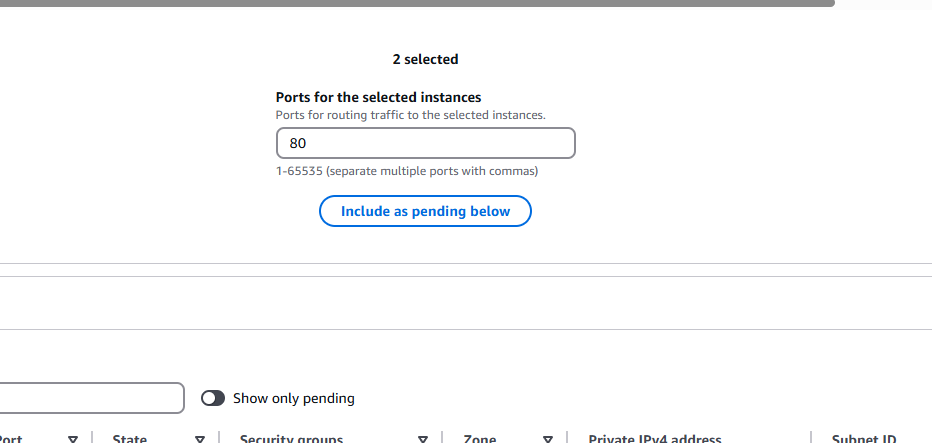 2 selected
Ports for the selected instances
Ports for routing traffic to the selected instances.
80
1-65535 (separate multiple ports with commas)
Include as pending below
Show only pending
Port State Security groups Zone Private IPv4 address Subnet ID